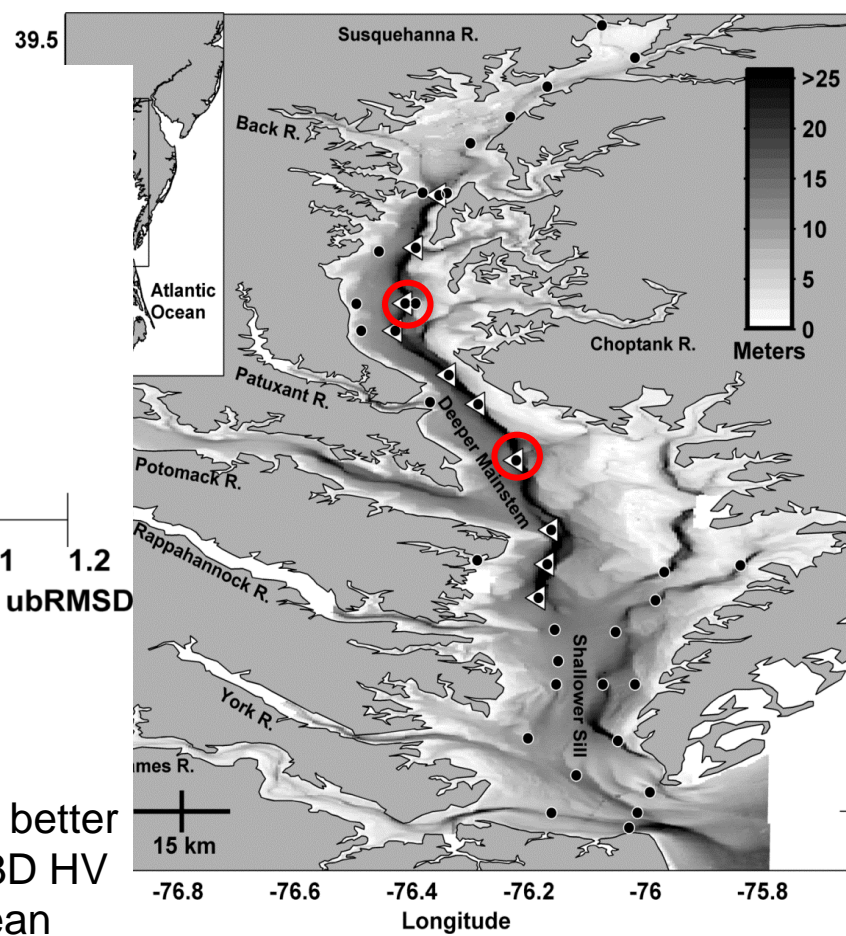 39.5
Susquehanna R.
>25
20
15
10
5
0
Meters
Back R.
Atlantic
Ocean
Choptank R.
Patuxant R.
Deeper Mainstem
Potomack R.
1 1.2
ubRMSD
Rappahannock R.
Shallower Sill
York R.
ames R.
better
15 km
3D HV
ean
-76.8 -76.6 -76.4 -76.2 -76 -75.8
Longitude